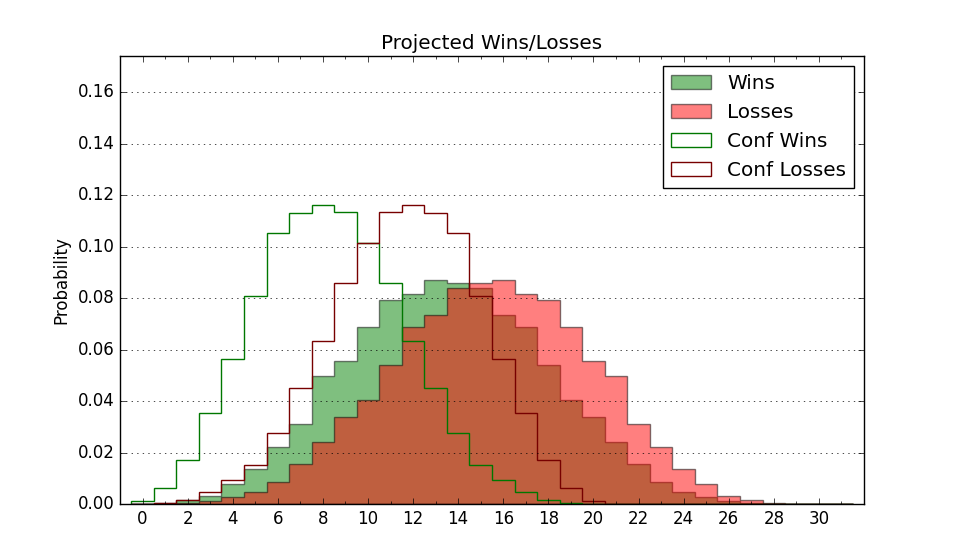 Projected Wins/Losses
Wins
Losses
Conf Wins
Conf Losses
Probability
0.16
0.14
0.12
0.10
0.08
0.06
0.04
0.02
0.00
0 2 4 6 8 10 12 14 16 18 20 22 24 26 28 30